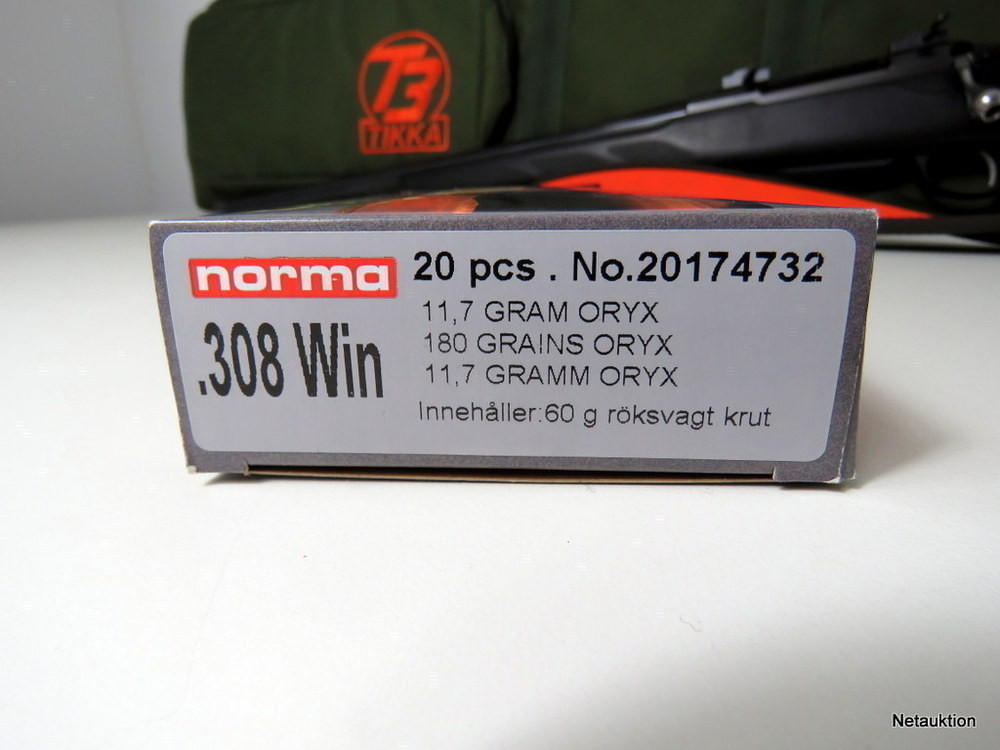 T3
TIKKA
norma 20 pcs . No.20174732
.308 Win
11,7 GRAM ORYX
180 GRAINS ORYX
11,7 GRAMM ORYX
Innehåller:60 g röksvagt krut
Netauktion